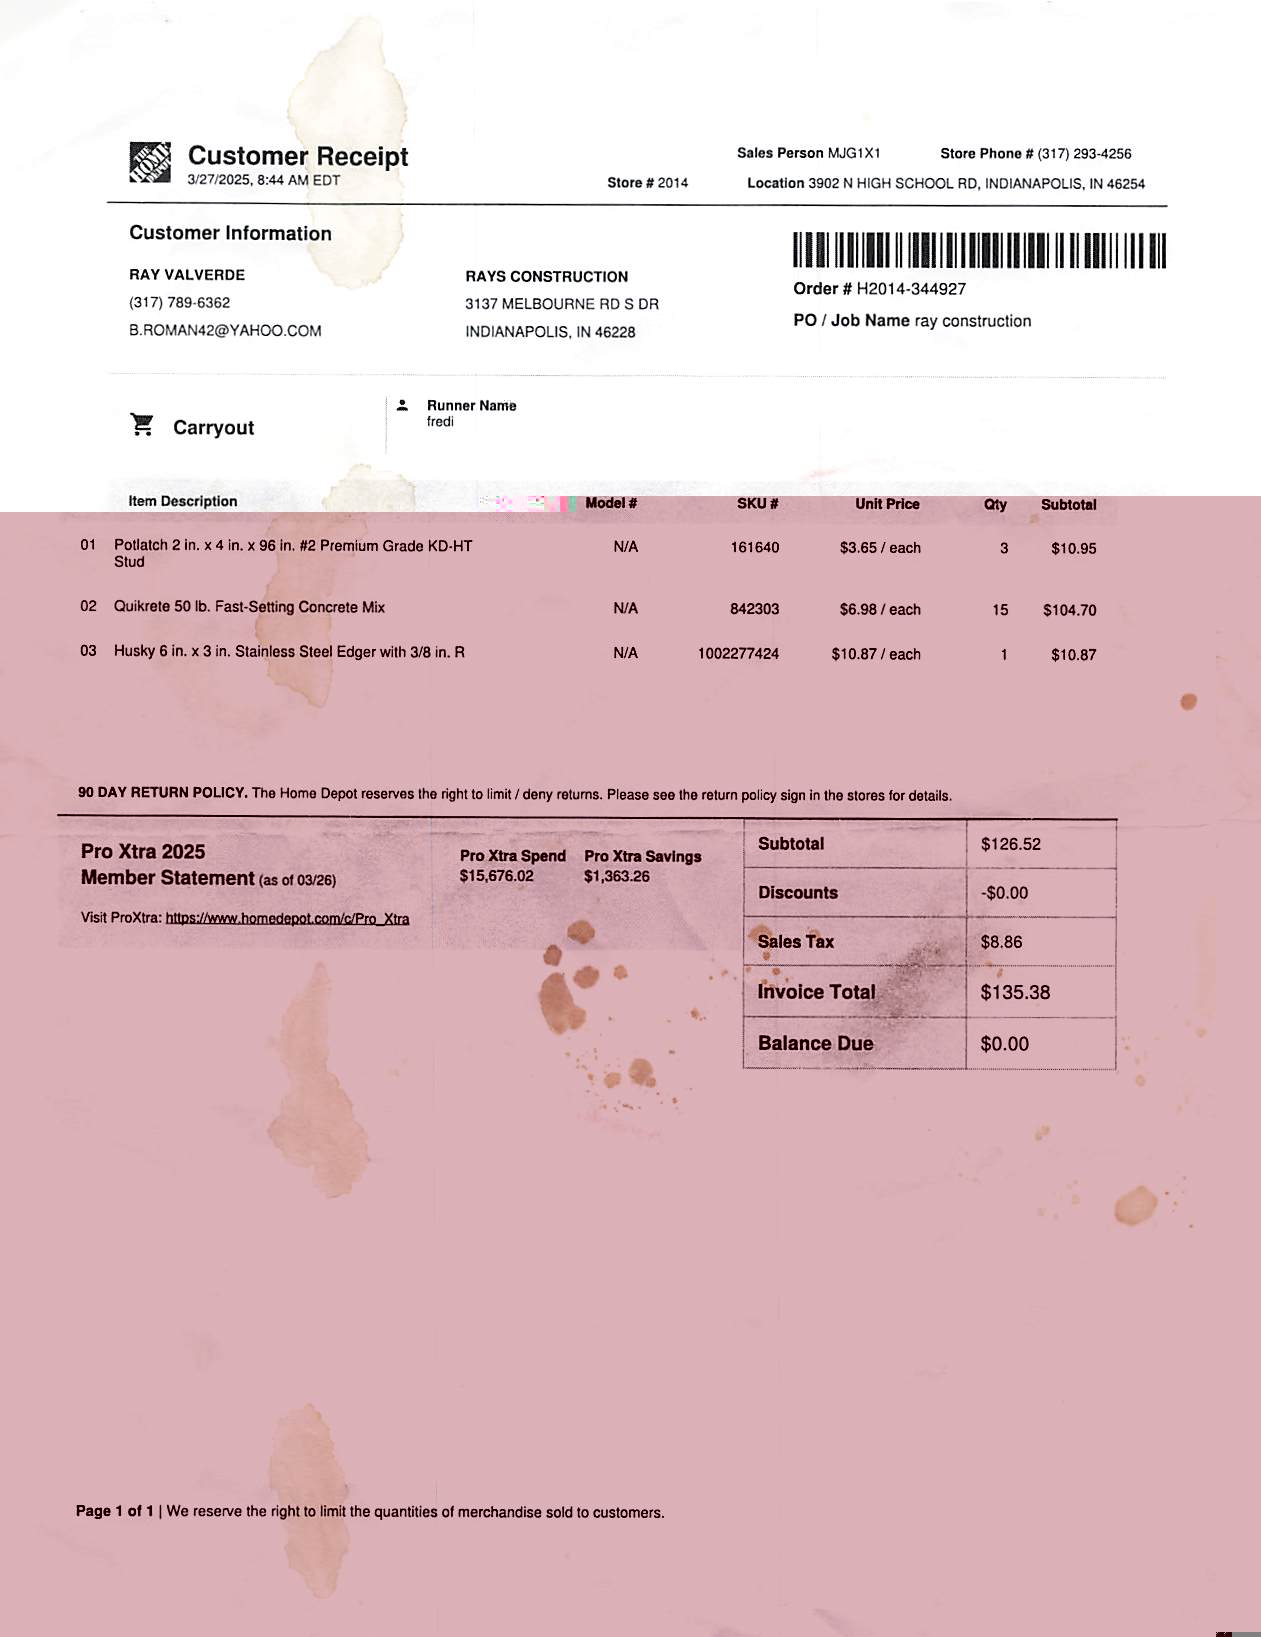 THE HOME DEPOT
Customer Receipt
3/27/2025, 8:44 AM EDT
Sales Person MJG1X1 Store Phone # (317) 293-4256
Store # 2014 Location 3902 N HIGH SCHOOL RD, INDIANAPOLIS, IN 46254
Customer Information
RAY VALVERDE
(317) 789-6362
B.ROMAN42@YAHOO.COM
RAYS CONSTRUCTION
3137 MELBOURNE RD S DR
INDIANAPOLIS, IN 46228
Order # H2014-344927
PO / Job Name ray construction
Carryout
Runner Name
fredi
Item Description Model # SKU # Unit Price Qty Subtotal
01 Potlatch 2 in. x 4 in. x 96 in. #2 Premium Grade KD-HT N/A 161640 $3.65 / each 3 $10.95
Stud
02 Quikrete 50 lb. Fast-Setting Concrete Mix N/A 842303 $6.98 / each 15 $104.70
03 Husky 6 in. x 3 in. Stainless Steel Edger with 3/8 in. R N/A 1002277424 $10.87 / each 1 $10.87
90 DAY RETURN POLICY. The Home Depot reserves the right to limit / deny returns. Please see the return policy sign in the stores for details.
Pro Xtra 2025
Member Statement (as of 03/26)
Visit ProXtra: https://www.homedepot.com/c/Pro_Xtra
Pro Xtra Spend Pro Xtra Savings
$15,676.02 $1,363.26
Subtotal $126.52
Discounts -$0.00
Sales Tax $8.86
Invoice Total $135.38
Balance Due $0.00
Page 1 of 1 | We reserve the right to limit the quantities of merchandise sold to customers.